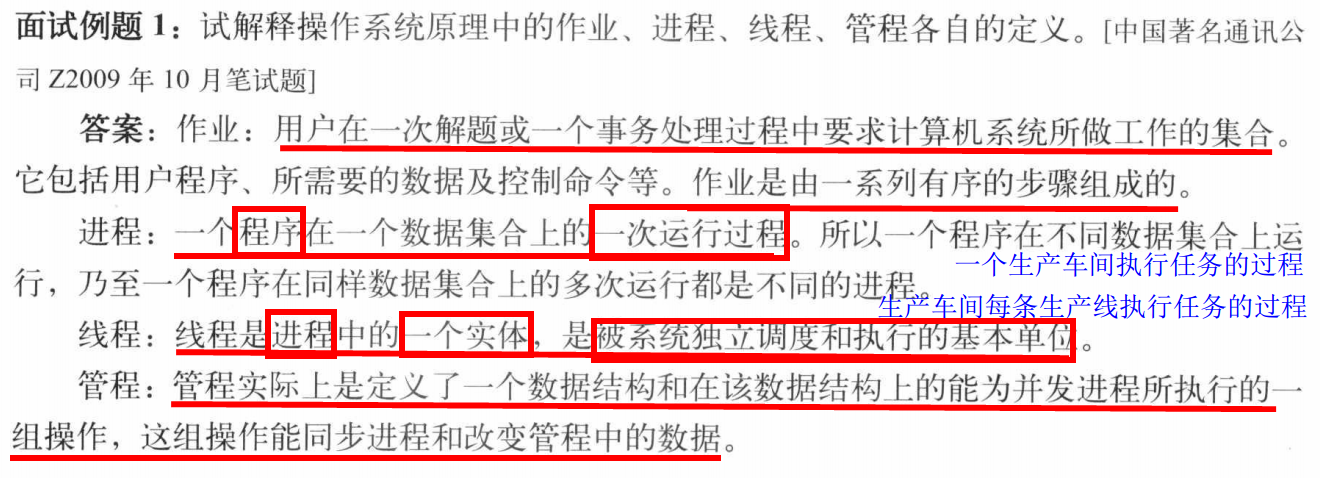 面试例题 1：试解释操作系统原理中的作业、进程、线程、管程各自的定义。[中国著名通讯公
司 Z2009 年 10 月笔试题]
答案：作业：用户在一次解题或一个事务处理过程中要求计算机系统所做工作的集合。
它包括用户程序、所需要的数据及控制命令等。作业是由一系列有序的步骤组成的。
进程：一个程序在一个数据集合上的一次运行过程。所以一个程序在不同数据集合上运
一个生产车间执行任务的过程
行，乃至一个程序在同样数据集合上的多次运行都是不同的进程。
生产车间每条生产线执行任务的过程
线程：线程是进程中的一个实体，是被系统独立调度和执行的基本单位。
管程：管程实际上是定义了一个数据结构和在该数据结构上的能为并发进程所执行的一
组操作，这组操作能同步进程和改变管程中的数据。